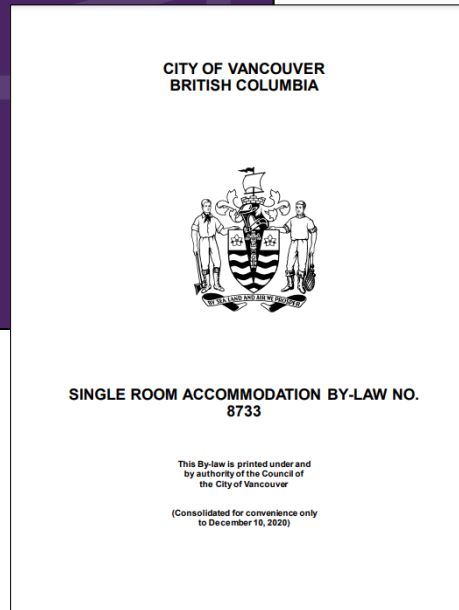 CITY OF VANCOUVER
BRITISH COLUMBIA
BY SEA LAND AND AIR WE PROSPER
SINGLE ROOM ACCOMMODATION BY-LAW NO.
8733
This By-law is printed under and
by authority of the Council of
the City of Vancouver
(Consolidated for convenience only
to December 10, 2020)